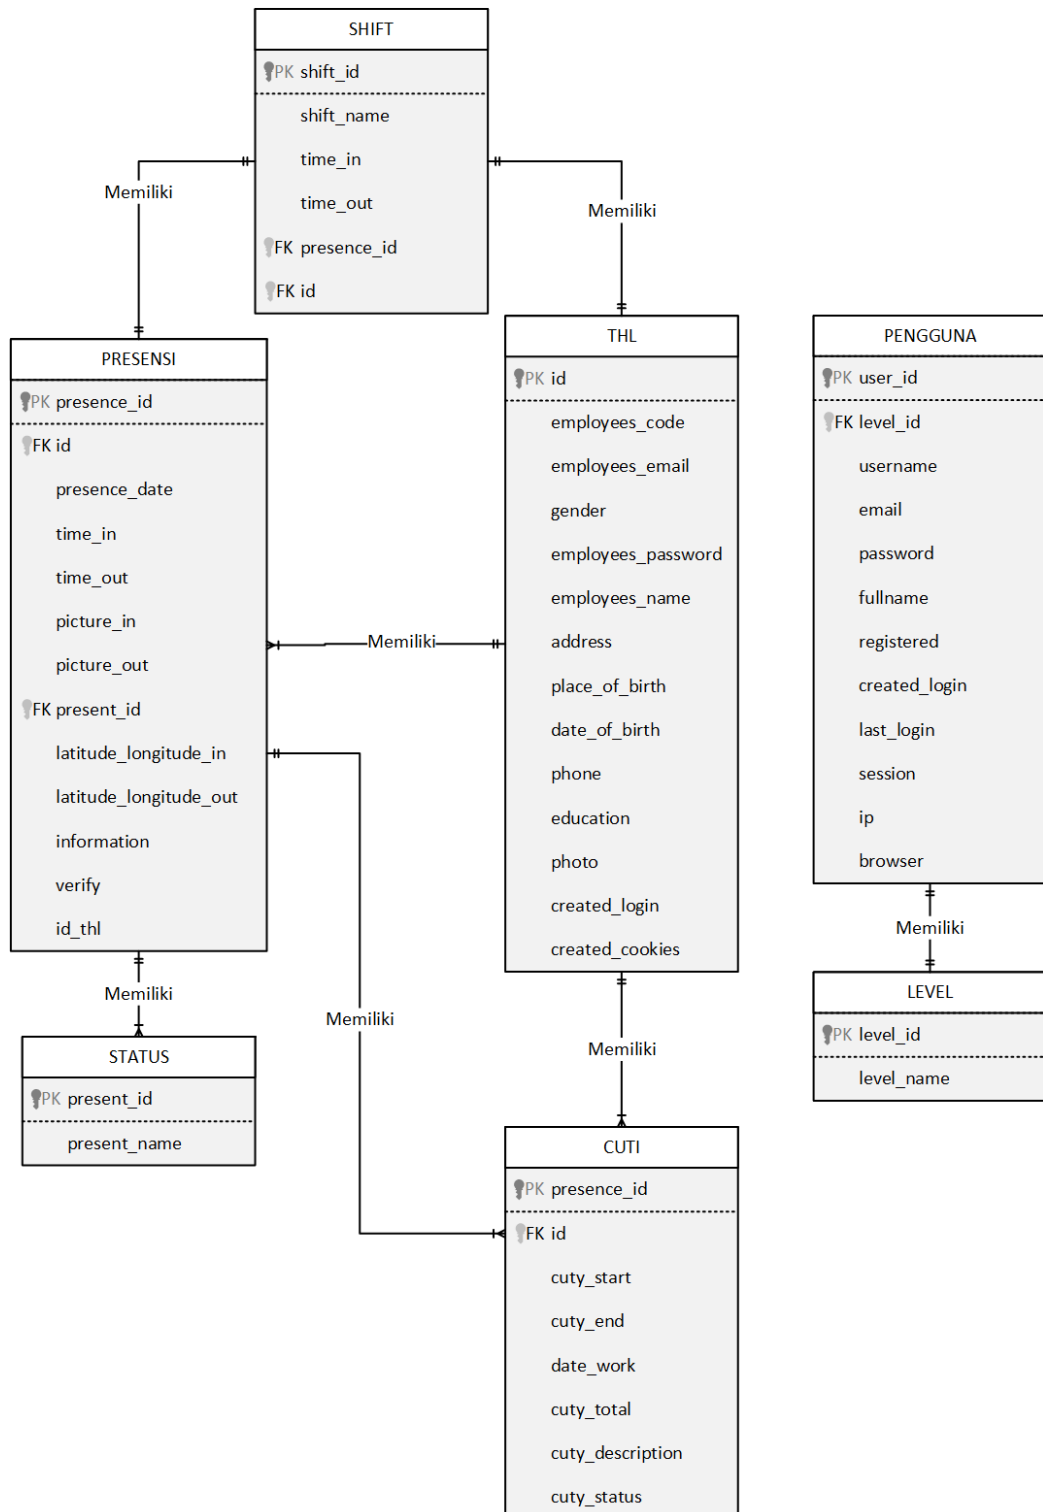 SHIFT
PK shift_id
shift_name
time_in
time_out
FK presence_id
FK id
Memiliki
Memiliki
PRESENSI
PK presence_id
FK id
presence_date
time_in
time_out
picture_in
picture_out
FK present_id
latitude_longitude_in
latitude_longitude_out
information
verify
id_thl
Memiliki
THL
PK id
employees_code
employees_email
gender
employees_password
employees_name
address
place_of_birth
date_of_birth
phone
education
photo
created_login
created_cookies
PENGGUNA
PK user_id
FK level_id
username
email
password
fullname
registered
created_login
last_login
session
ip
browser
Memiliki
LEVEL
PK level_id
level_name
Memiliki
STATUS
PK present_id
present_name
Memiliki
Memiliki
CUTI
PK presence_id
FK id
cuty_start
cuty_end
date_work
cuty_total
cuty_description
cuty_status